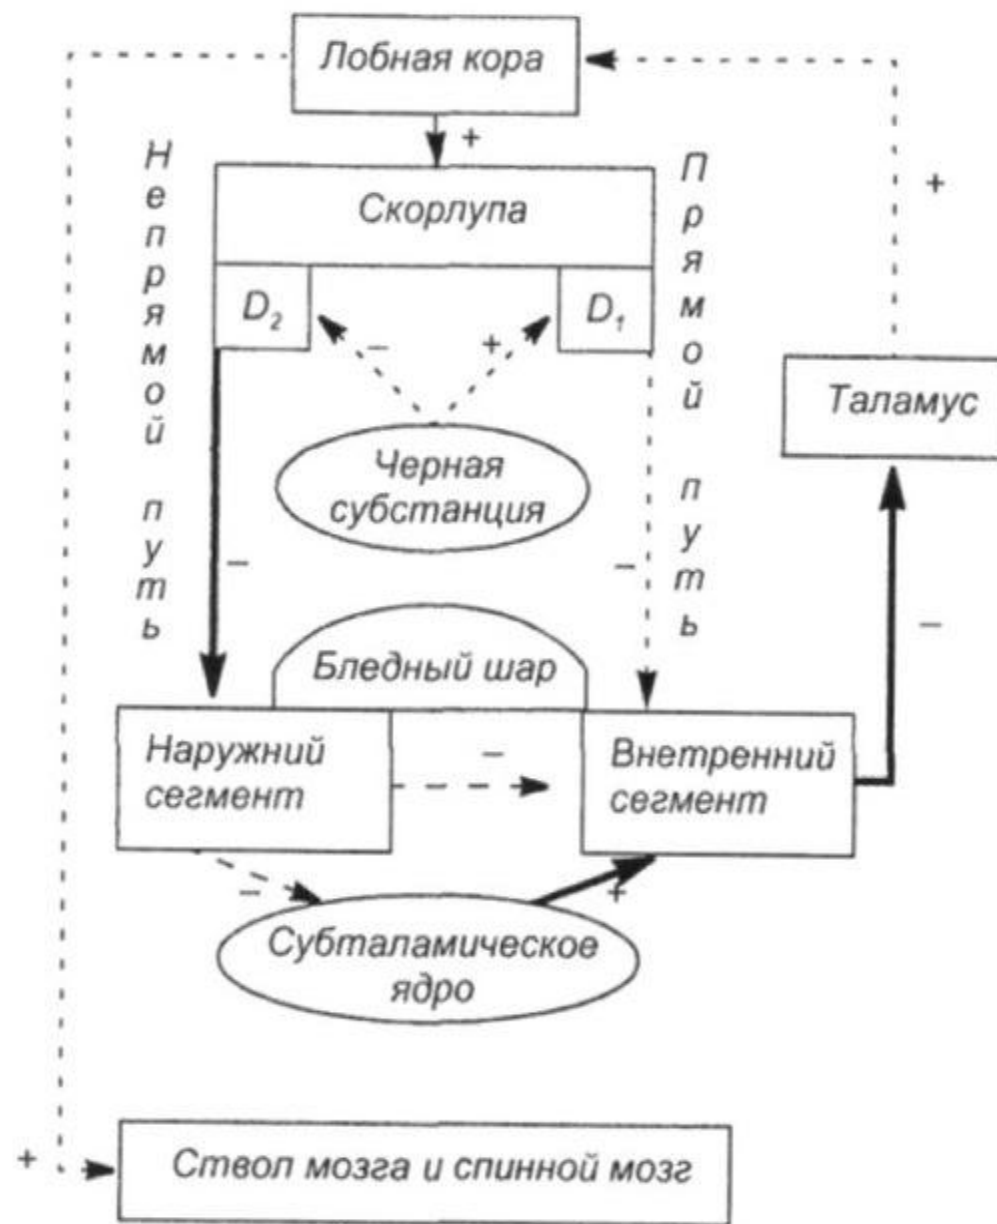 Лобная кора
+
Непрямой путь
Прямой путь
+
Скорлупа
D2
D1
–
+
Черная
субстанция
Таламус
–
–
–
Бледный шар
Наружний
сегмент
–
Внетренний
сегмент
–
+
Субталамическое
ядро
+
Ствол мозга и спинной мозг